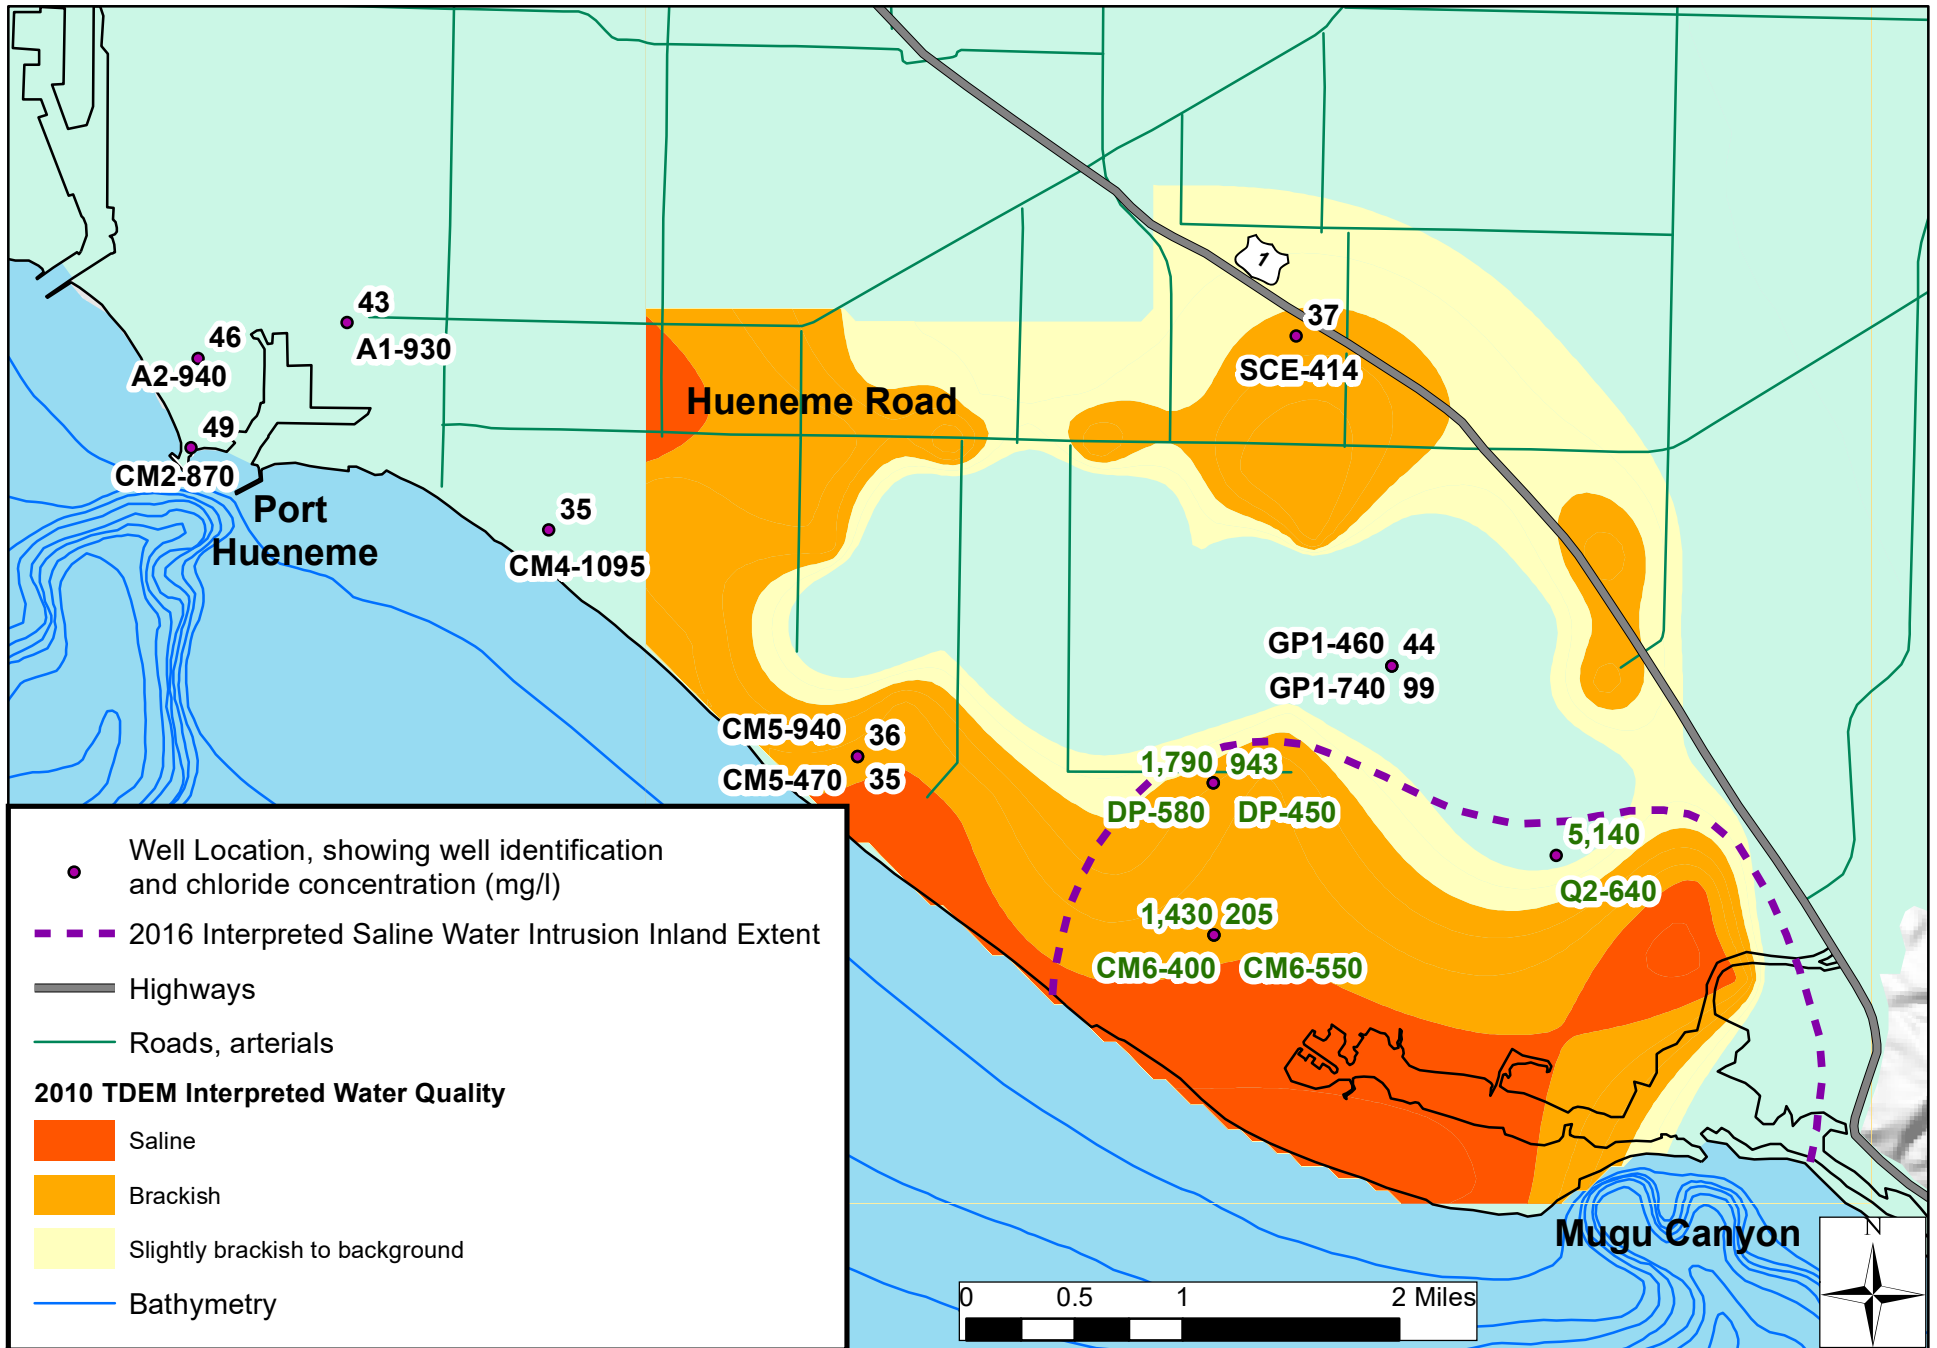 1
43
A1-930
46
A2-940
37
SCE-414
Hueneme Road
49
CM2-870
Port
Hueneme
35
CM4-1095
GP1-460 44
GP1-740 99
CM5-940 36
CM5-470 35
1,790 943
DP-580 DP-450
5,140
Q2-640
1,430 205
CM6-400 CM6-550
Mugu Canyon
Well Location, showing well identification
and chloride concentration (mg/l)
2016 Interpreted Saline Water Intrusion Inland Extent
Highways
Roads, arterials
2010 TDEM Interpreted Water Quality
Saline
Brackish
Slightly brackish to background
Bathymetry
0 0.5 1 2 Miles
N